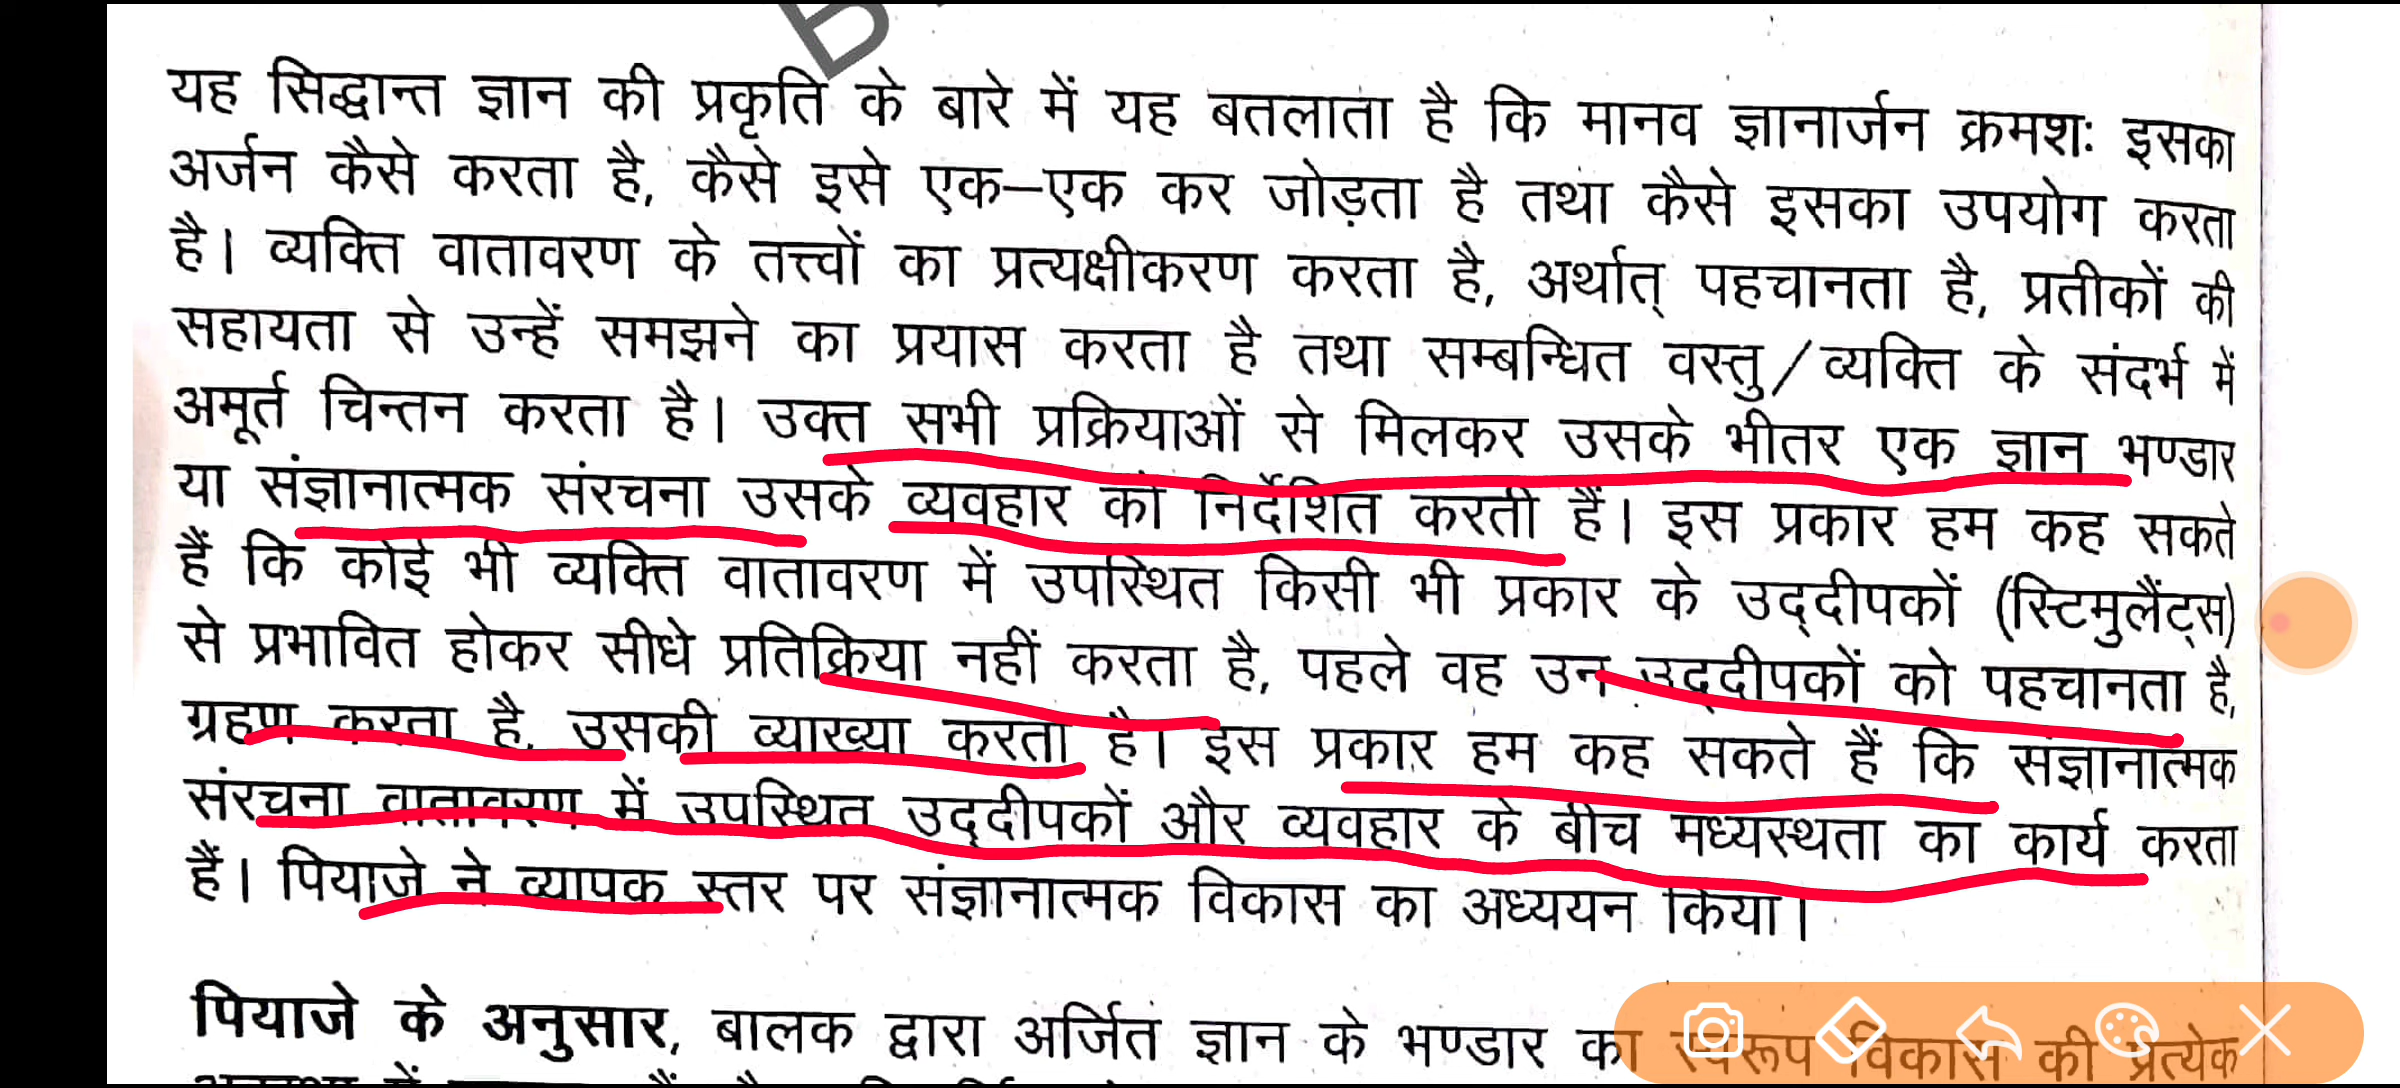 यह सिद्धान्त ज्ञान की प्रकृति के बारे में यह बतलाता है कि मानव ज्ञानार्जन क्रमशः इसका
अर्जन कैसे करता है, कैसे इसे एक–एक कर जोड़ता है तथा कैसे इसका उपयोग करता
है। व्यक्ति वातावरण के तत्त्वों का प्रत्यक्षीकरण करता है, अर्थात् पहचानता है, प्रतीकों की
सहायता से उन्हें समझने का प्रयास करता है तथा सम्बन्धित वस्तु/व्यक्ति के संदर्भ में
अमूर्त चिन्तन करता है। उक्त सभी प्रक्रियाओं से मिलकर उसके भीतर एक ज्ञान भण्डार
या संज्ञानात्मक संरचना उसके व्यवहार को निर्देशित करती हैं। इस प्रकार हम कह सकते
हैं कि कोई भी व्यक्ति वातावरण में उपस्थित किसी भी प्रकार के उद्दीपकों (स्टिमुलैंट्स)
से प्रभावित होकर सीधे प्रतिक्रिया नहीं करता है, पहले वह उन उद्दीपकों को पहचानता है,
ग्रहण करता है, उसकी व्याख्या करता है। इस प्रकार हम कह सकते हैं कि संज्ञानात्मक
संरचना वातावरण में उपस्थित उद्दीपकों और व्यवहार के बीच मध्यस्थता का कार्य करता
हैं। पियाजे ने व्यापक स्तर पर संज्ञानात्मक विकास का अध्ययन किया।
पियाजे के अनुसार, बालक द्वारा अर्जित ज्ञान के भण्डार का स्वरूप विकास की प्रत्येक